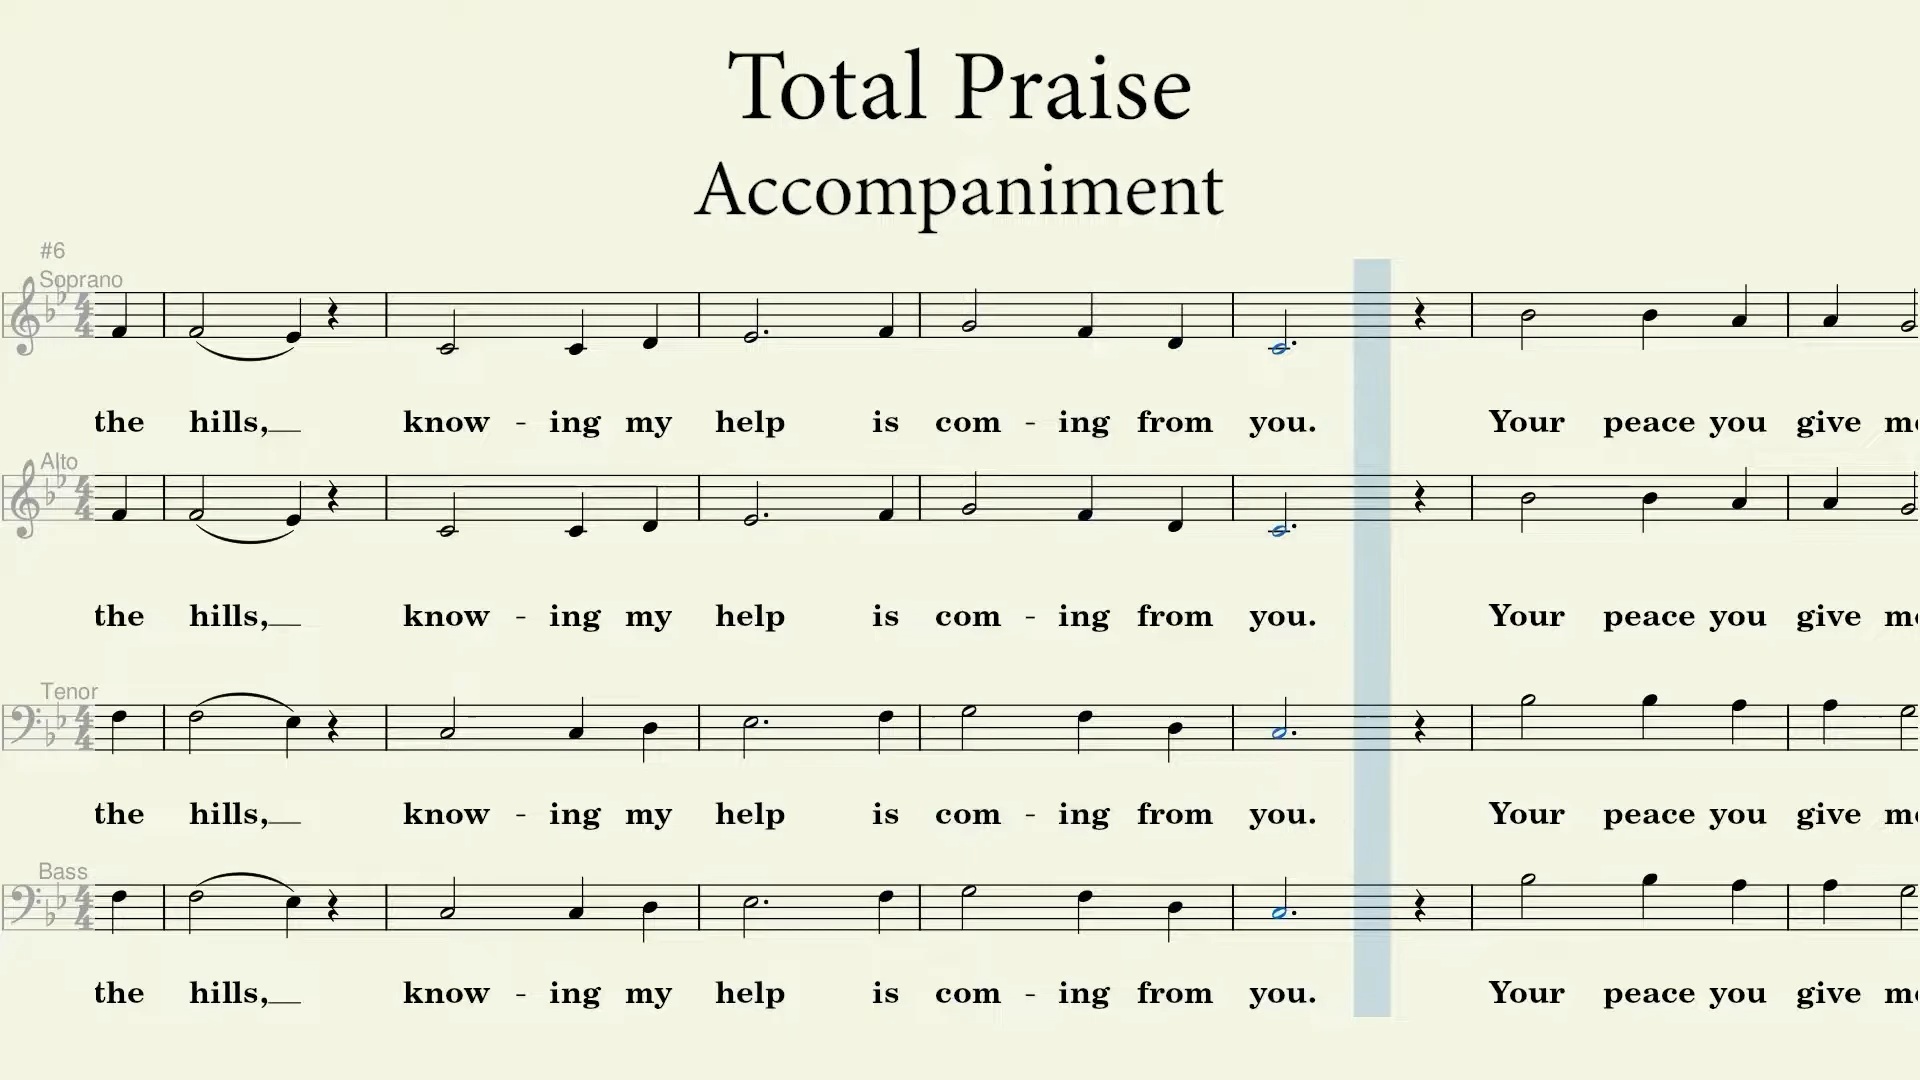 Total Praise
Accompaniment
#6
Soprano
the hills, know - ing my help is com - ing from you. Your peace you give
Alto
the hills, know - ing my help is com - ing from you. Your peace you give
Tenor
the hills, know - ing my help is com - ing from you. Your peace you give
Bass
the hills, know - ing my help is com - ing from you. Your peace you give